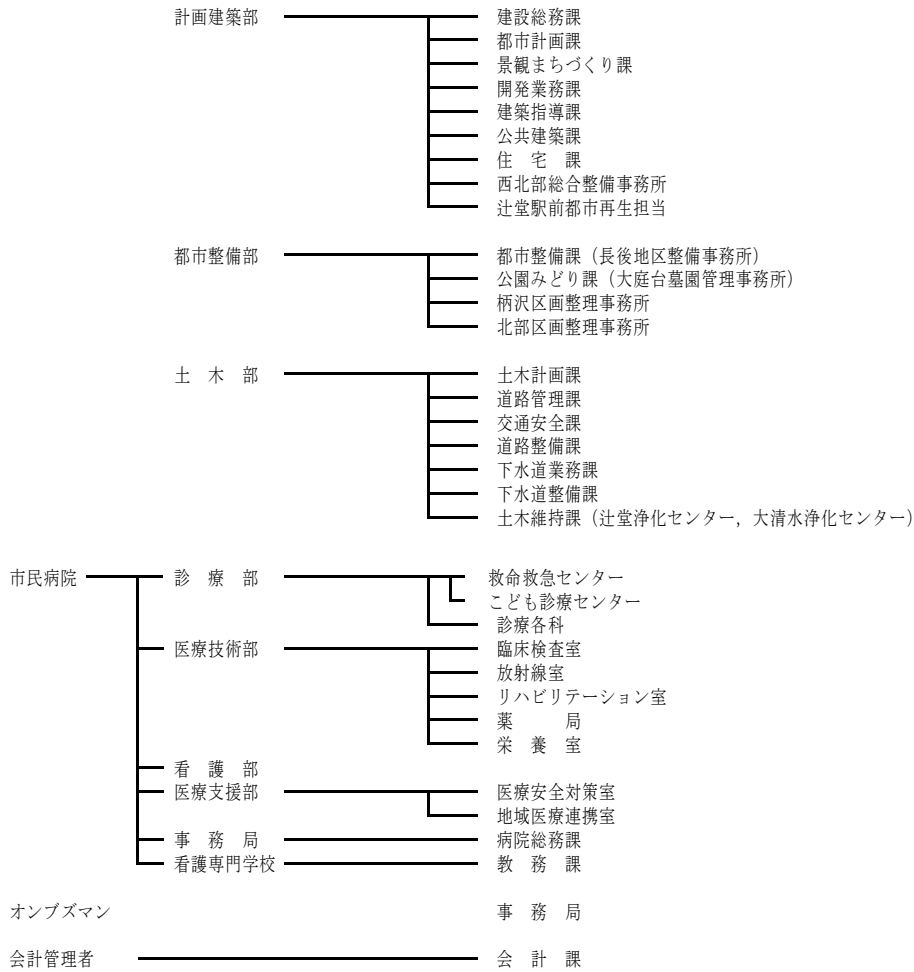 計画建築部 建設総務課
都市計画課
景観まちづくり課
開発業務課
建築指導課
公共建築課
住　宅　課
西北部総合整備事務所
辻堂駅前都市再生担当
都市整備部 都市整備課（長後地区整備事務所）
公園みどり課（大庭台墓園管理事務所）
柄沢区画整理事務所
北部区画整理事務所
土　木　部 土木計画課
道路管理課
交通安全課
道路整備課
下水道業務課
下水道整備課
土木維持課（辻堂浄化センター，大清水浄化センター）
市民病院 診　療　部 救命救急センター
こども診療センター
診療各科
医療技術部 臨床検査室
放射線室
リハビリテーション室
薬　　　局
栄　養　室
看　護　部
医療支援部 医療安全対策室
地域医療連携室
事　務　局 病院総務課
看護専門学校 教　務　課
オンブズマン 事　務　局
会計管理者 会　計　課